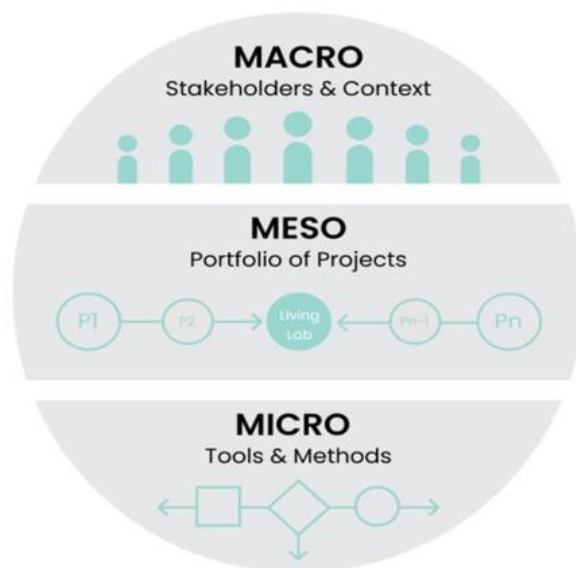 MACRO
Stakeholders & Context
MESO
Portfolio of Projects
P1
P2
Living
Lab
Pn-1
Pn
MICRO
Tools & Methods